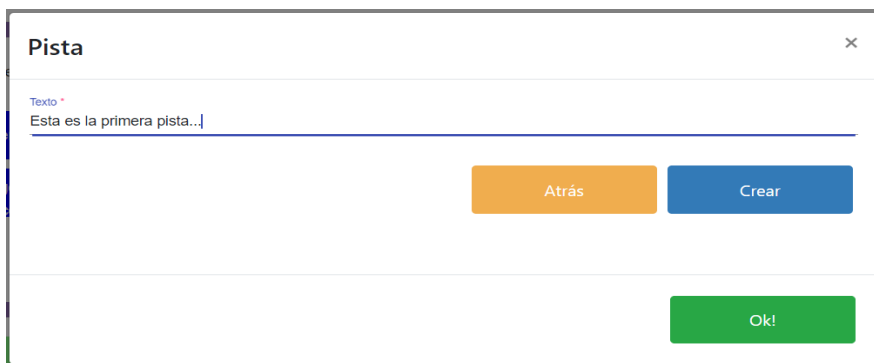 Pista ×
Texto *
Esta es la primera pista...
Atrás Crear
Ok!